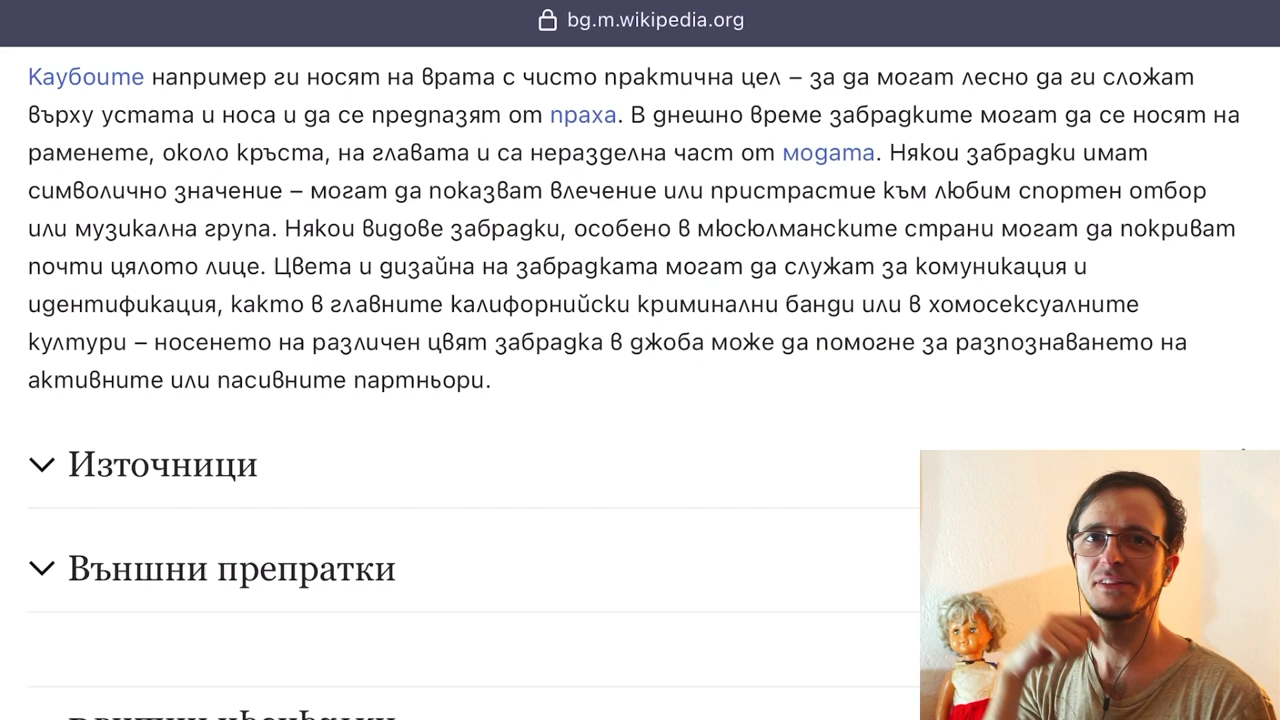 bg.m.wikipedia.org
Каубоите например ги носят на врата с чисто практична цел – за да могат лесно да ги сложат
върху устата и носа и да се предпазят от праха. В днешно време забрадките могат да се носят на
раменете, около кръста, на главата и са неразделна част от модата. Някои забрадки имат
символично значение – могат да показват влечение или пристрастие към любим спортен отбор
или музикална група. Някои видове забрадки, особено в мюсюлманските страни могат да покриват
почти цялото лице. Цвета и дизайна на забрадката могат да служат за комуникация и
идентификация, както в главните калифорнийски криминални банди или в хомосексуалните
култури – носенето на различен цвят забрадка в джоба може да помогне за разпознаването на
активните или пасивните партньори.
Източници
Външни препратки